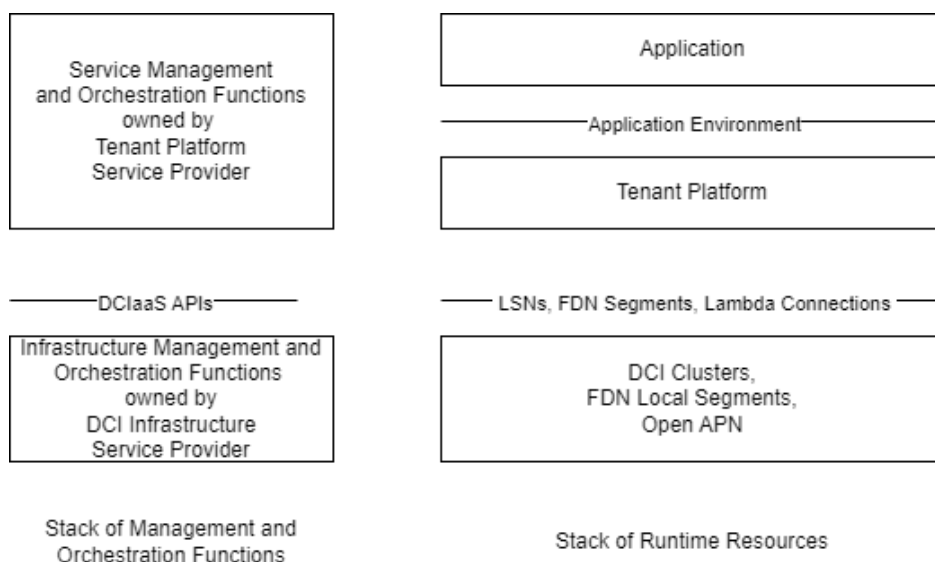 Service Management
and Orchestration Functions
owned by
Tenant Platform
Service Provider
Application
Application Environment
Tenant Platform
DCIaaS APIs
LSNs, FDN Segments, Lambda Connections
Infrastructure Management and
Orchestration Functions
owned by
DCI Infrastructure
Service Provider
DCI Clusters,
FDN Local Segments,
Open APN
Stack of Management and
Orchestration Functions
Stack of Runtime Resources